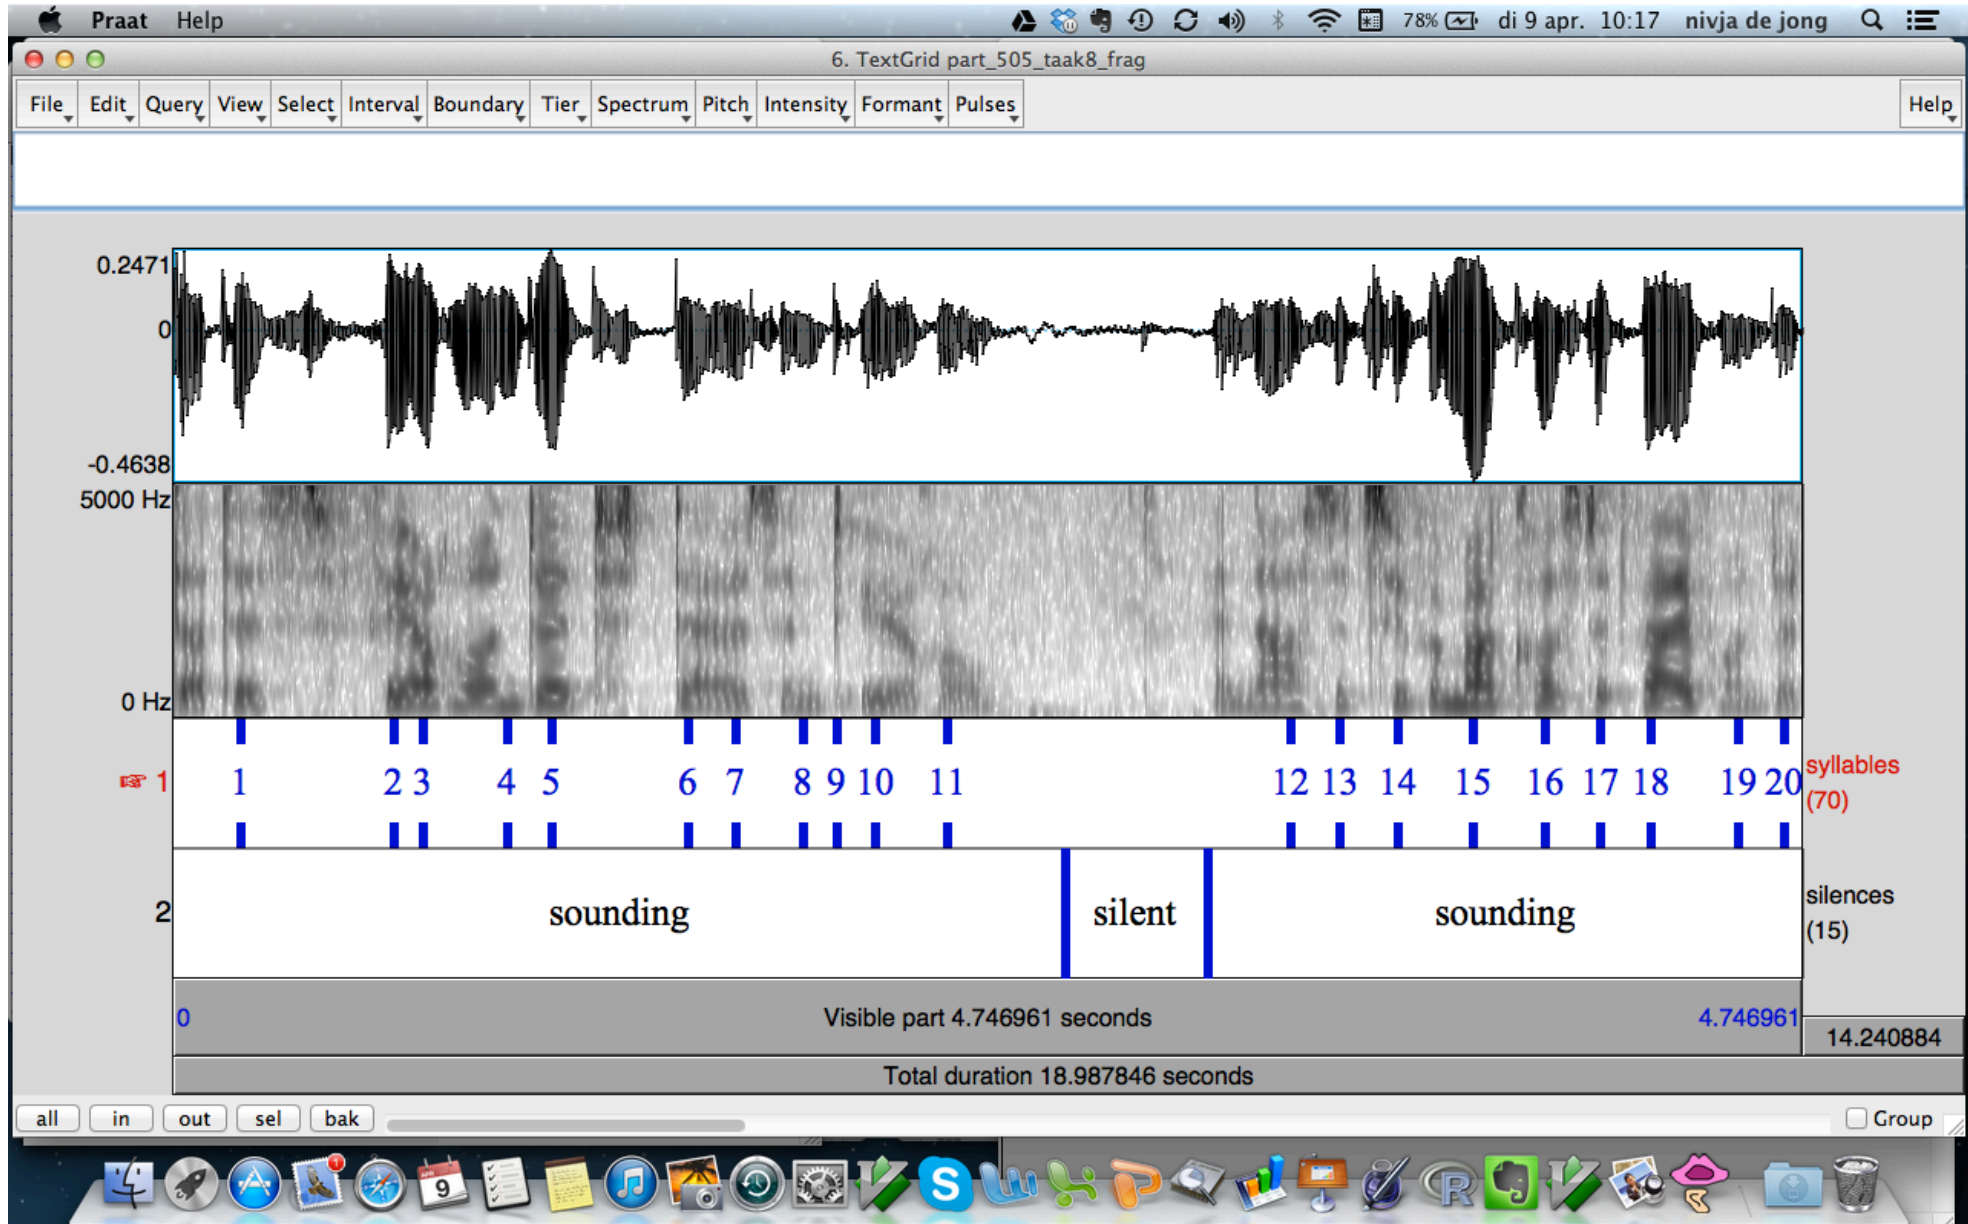 Praat Help 78% di 9 apr. 10:17 nivja de jong
6. TextGrid part_505_taak8_frag
File Edit Query View Select Interval Boundary Tier Spectrum Pitch Intensity Formant Pulses Help
0.2471
0
-0.4638
5000 Hz
0 Hz
1 1 2 3 4 5 6 7 8 9 10 11 12 13 14 15 16 17 18 19 20 syllables
(70)
2 sounding silent sounding silences
(15)
0 Visible part 4.746961 seconds 4.746961
14.240884
Total duration 18.987846 seconds
all in out sel bak Group
1
9